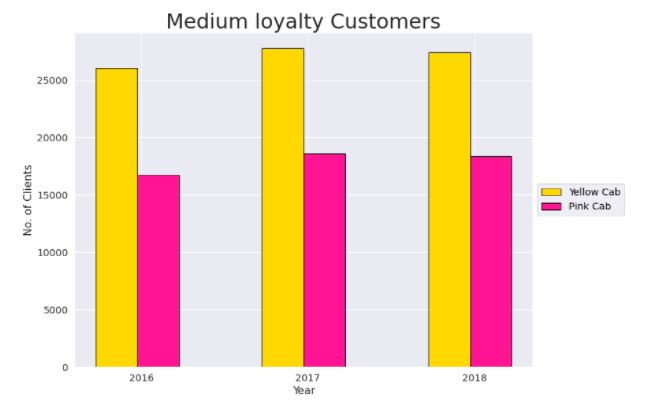 Medium loyalty Customers
25000
20000
15000
10000
5000
0
No. of Clients
2016 2017 2018
Year
Yellow Cab
Pink Cab